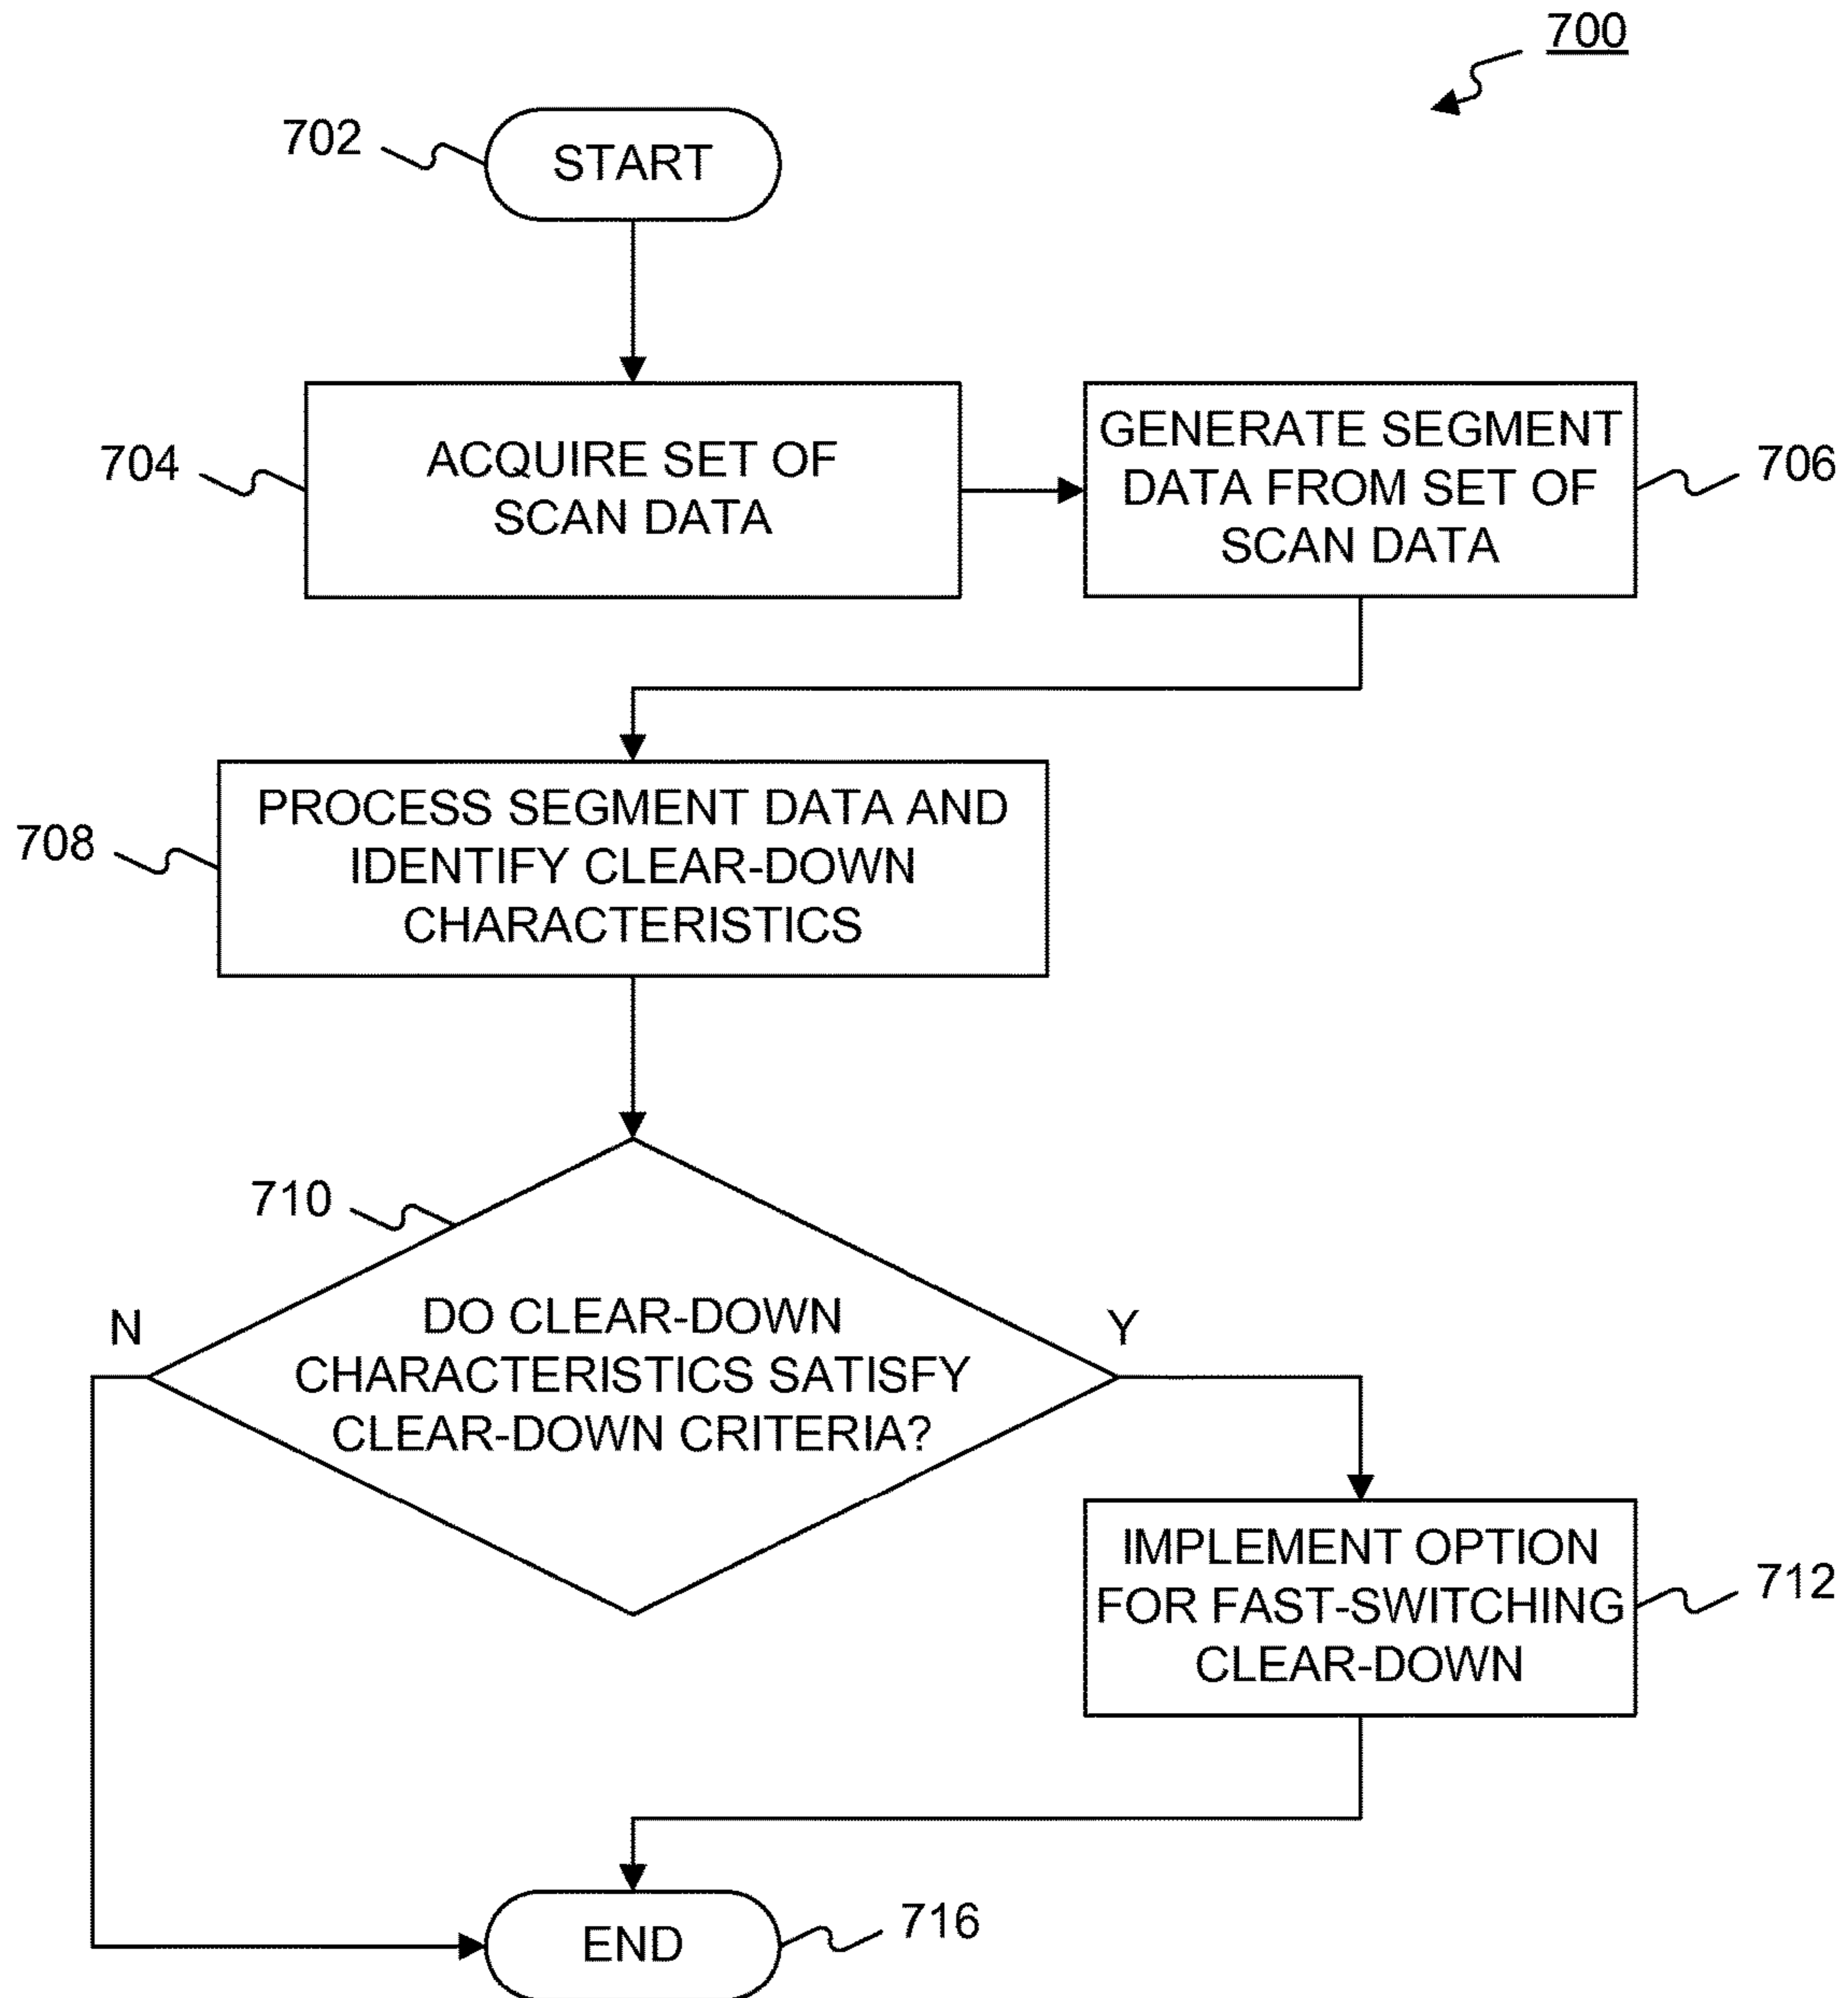 700
702
START
704
ACQUIRE SET OF
SCAN DATA
GENERATE SEGMENT
DATA FROM SET OF
SCAN DATA
706
708
PROCESS SEGMENT DATA AND
IDENTIFY CLEAR-DOWN
CHARACTERISTICS
710
N
DO CLEAR-DOWN
CHARACTERISTICS SATISFY
CLEAR-DOWN CRITERIA?
Y
IMPLEMENT OPTION
FOR FAST-SWITCHING
CLEAR-DOWN
712
END
716